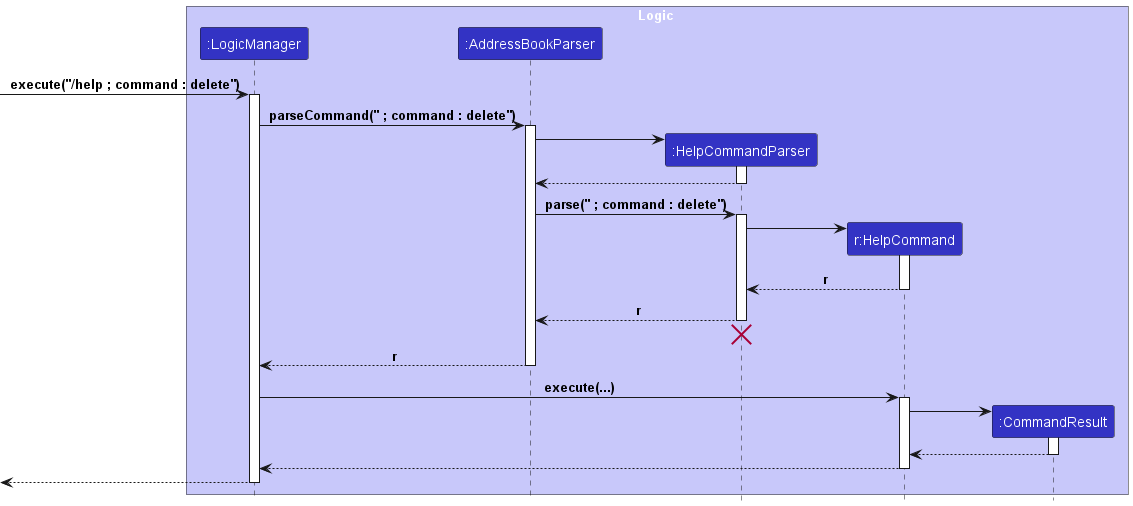 Logic
:LogicManager
:AddressBookParser
execute("/help ; command : delete")
parseCommand(" ; command : delete")
:HelpCommandParser
parse(" ; command : delete")
r:HelpCommand
r
r
r
execute(...)
:CommandResult